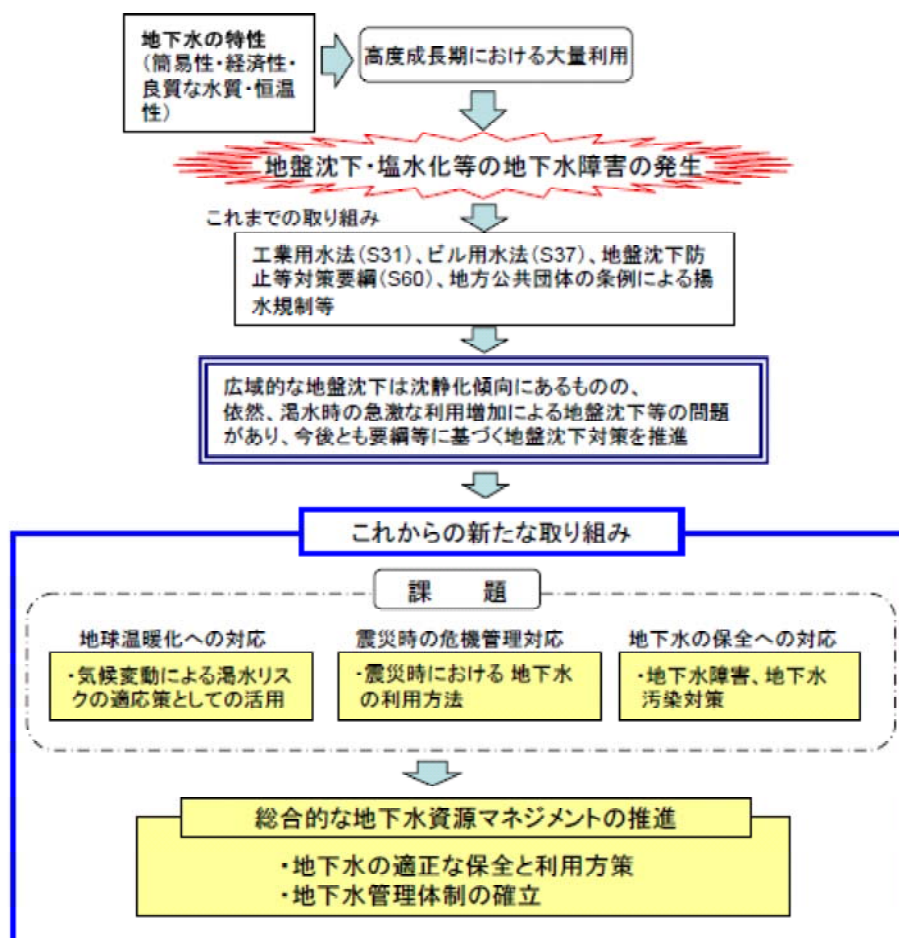 地下水の特性
(簡易性・経済性・
良質な水質・恒温
性)
高度成長期における大量利用
地盤沈下・塩水化等の地下水障害の発生
これまでの取り組み
工業用水法(S31)、ビル用水法(S37)、地盤沈下防
止等対策要綱(S60)、地方公共団体の条例による揚
水規制等
広域的な地盤沈下は沈静化傾向にあるものの、
依然、渇水時の急激な利用増加による地盤沈下等の問題
があり、今後とも要綱等に基づく地盤沈下対策を推進
これからの新たな取り組み
課　題
地球温暖化への対応
・気候変動による渇水リス
クの適応策としての活用
震災時の危機管理対応
・震災時における 地下水
の利用方法
地下水の保全への対応
・地下水障害、地下水
汚染対策
総合的な地下水資源マネジメントの推進
・地下水の適正な保全と利用方策
・地下水管理体制の確立